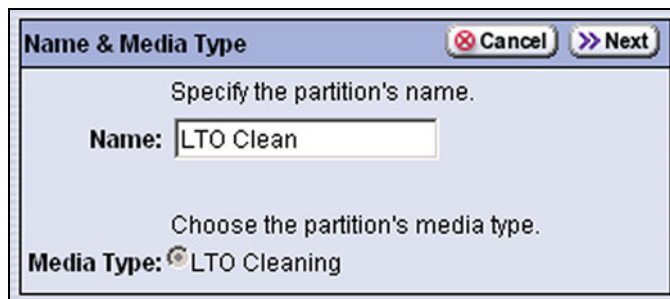 Name & Media Type Cancel Next
Specify the partition's name.
Name: LTO Clean
Choose the partition's media type.
Media Type: LTO Cleaning